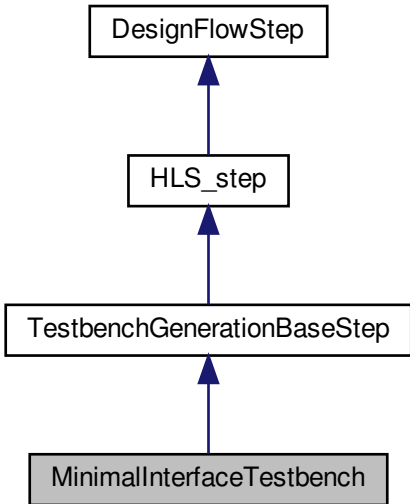 DesignFlowStep
HLS_step
TestbenchGenerationBaseStep
MinimalInterfaceTestbench